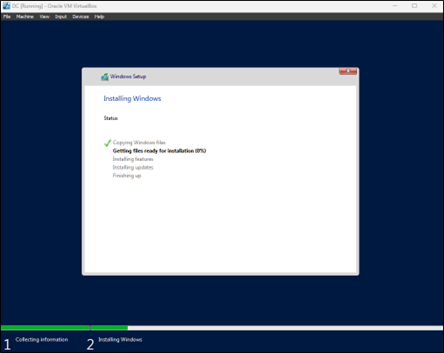 DC [Running] - Oracle VM VirtualBox
File Machine View Input Devices Help
Windows Setup
Installing Windows
Status
Copying Windows files
Getting files ready for installation (0%)
Installing features
Installing updates
Finishing up
1 Collecting information 2 Installing Windows